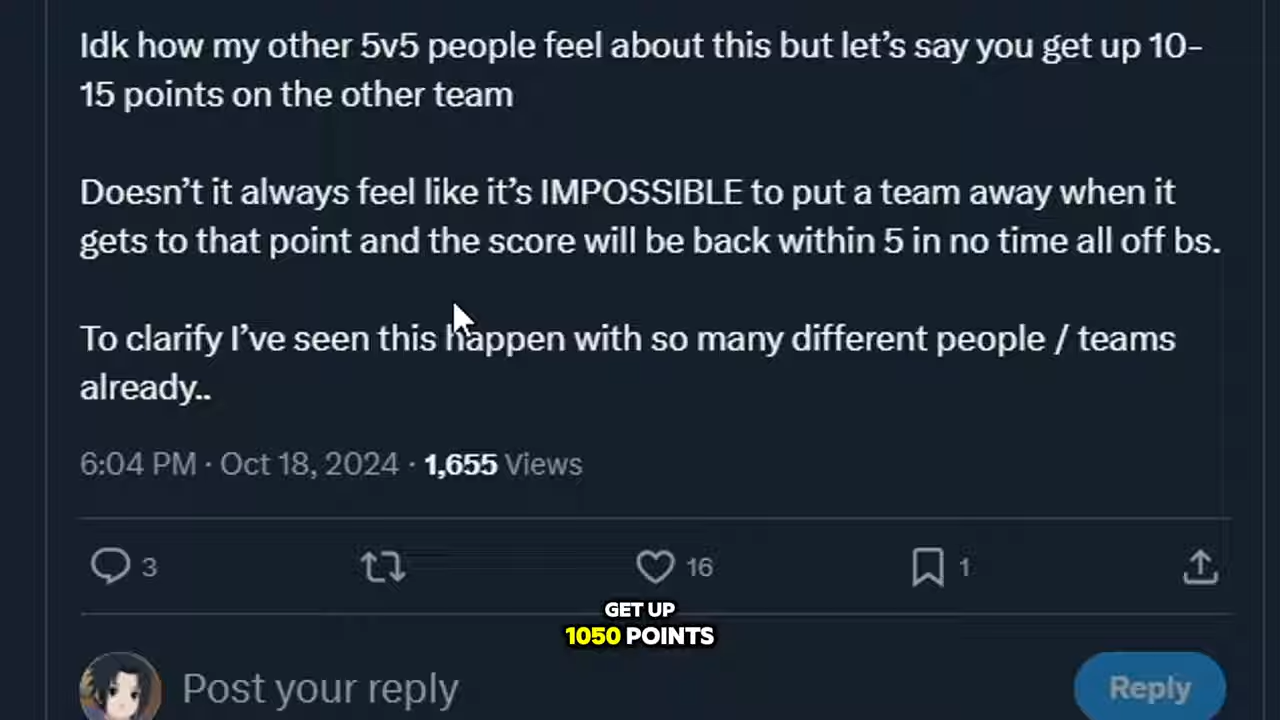 Idk how my other 5v5 people feel about this but let’s say you get up 10-
15 points on the other team
Doesn’t it always feel like it’s IMPOSSIBLE to put a team away when it
gets to that point and the score will be back within 5 in no time all off bs.
To clarify I’ve seen this happen with so many different people / teams
already..
6:04 PM · Oct 18, 2024 · 1,655 Views
3 16 1
GET UP
1050 POINTS
Post your reply
Reply